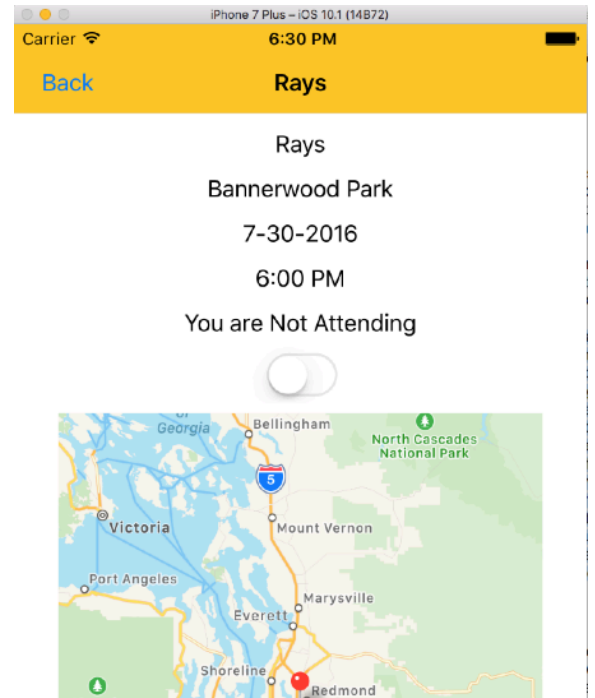 iPhone 7 Plus – iOS 10.1 (14B72)
Carrier 6:30 PM
Back Rays
Rays
Bannerwood Park
7-30-2016
6:00 PM
You are Not Attending
of
Georgia
Bellingham
North Cascades
National Park
5
Victoria
Mount Vernon
Port Angeles
Marysville
Everett
Shoreline
Redmond